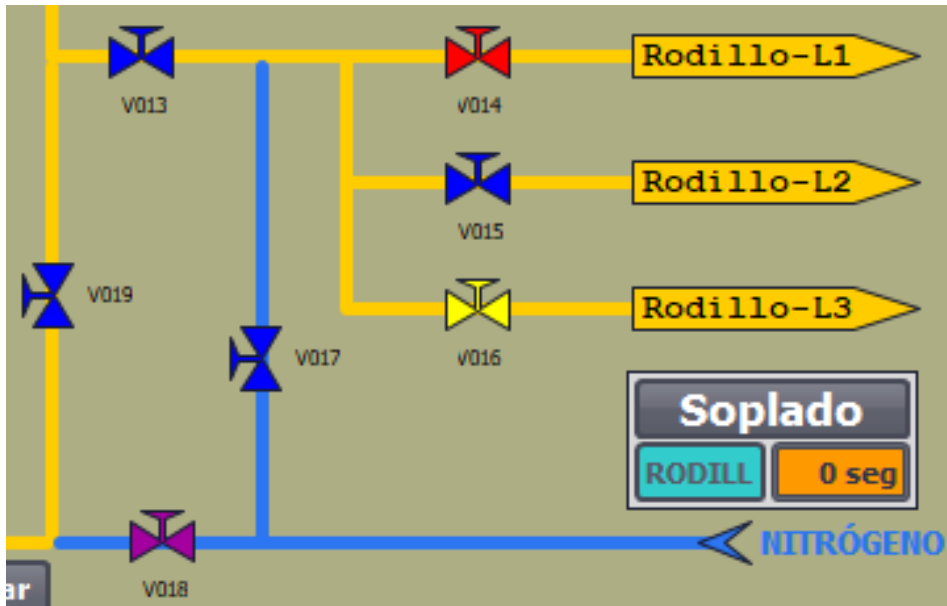 Rodillo-L1
V013
V014
Rodillo-L2
V015
V019
Rodillo-L3
V017
V016
Soplado
RODILL
0 seg
NITRÓGENO
ar
V018